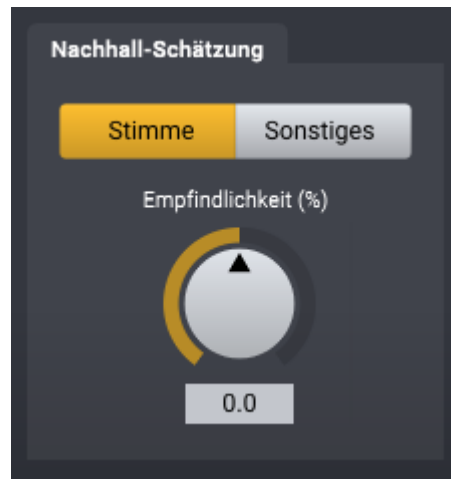 Nachhall-Schätzung
Stimme Sonstiges
Empfindlichkeit (%)
0.0